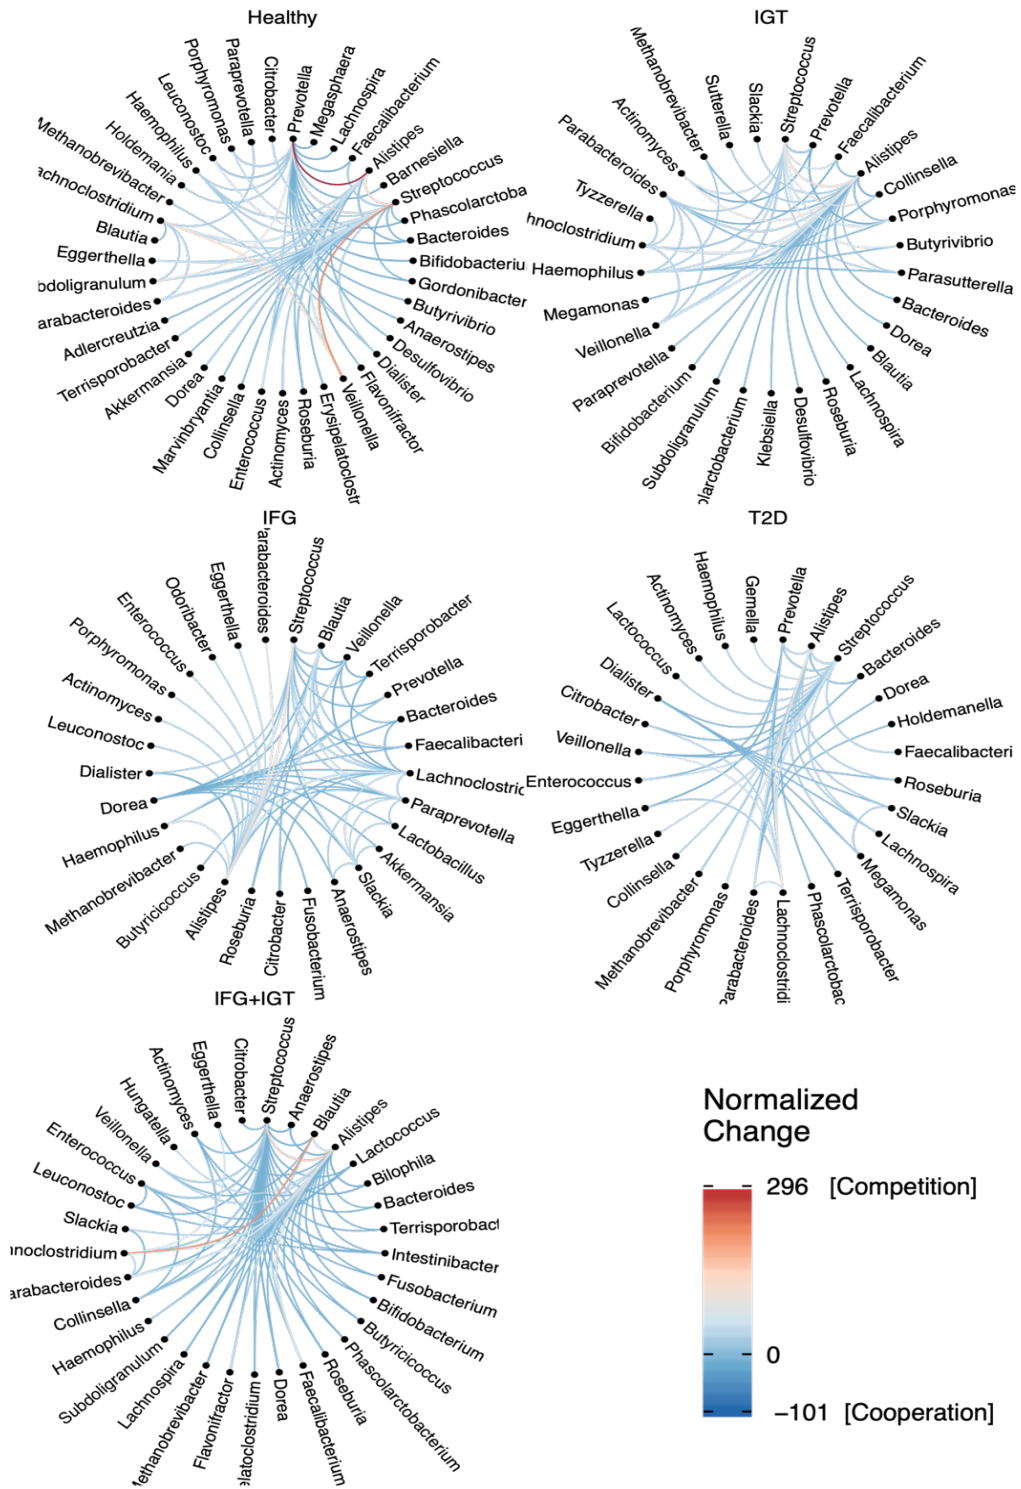 Healthy
Porphyromonas
Paraprevotella
Citrobacter
Prevotella
Megasphaera
Lachnospira
Faecalibacterium
Alistipes
Barnesiella
Streptococcus
Phascolarctoba
Bacteroides
Bifidobacteriu
Gordonibacter
Butyrivibrio
Anaerostipes
Desulfovibrio
Dialister
Flavonifractor
Veillonella
Erysipelatoclostr
Roseburia
Actinomyces
Enterococcus
Collinsella
Marvinbryantia
Dorea
Akkermansia
Terrisporobacter
Adlercreutzia
arabacteroides
bdoligranulum
Eggerthella
Blautia
achnoclostridium
Methanobrevibacter
Holdemania
Haemophilus
Leuconostoc
IGT
Methanobrevibacter
Sutterella
Slackia
Streptococcus
Prevotella
Faecalibacterium
Alistipes
Collinsella
Porphyromonas
Butyrivibrio
Parasutterella
Bacteroides
Dorea
Blautia
Lachnospira
Roseburia
Desulfovibrio
Klebsiella
olarctobacterium
Subdoligranulum
Bifidobacterium
Paraprevotella
Veillonella
Megamonas
Haemophilus
hnoclostridium
Tyzzerella
Parabacteroides
Actinomyces
IFG
arabacteroides
Streptococcus
Blautia
Veillonella
Terrisporobacter
Prevotella
Bacteroides
Faecalibacteri
Lachnoclostric
Paraprevotella
Lactobacillus
Akkermansia
Slackia
Anaerostipes
Fusobacterium
Citrobacter
Roseburia
Alistipes
Butyricicoccus
Methanobrevibacter
Haemophilus
Dorea
Dialister
Leuconostoc
Actinomyces
Porphyromonas
Enterococcus
Odoribacter
Eggerthella
T2D
Actinomyces
Haemophilus
Gemella
Prevotella
Alistipes
Streptococcus
Bacteroides
Dorea
Holdemanella
Faecalibacteri
Roseburia
Slackia
Lachnospira
Megamonas
Terrisporobacter
Phascolarctobac
Lachnoclostridi
Parabacteroides
Porphyromonas
Methanobrevibacter
Collinsella
Tyzzerella
Eggerthella
Enterococcus
Veillonella
Citrobacter
Dialister
Lactococcus
IFG+IGT
Citrobacter
Streptococcus
Anaerostipes
Blautia
Alistipes
Lactococcus
Bilophila
Bacteroides
Terrisporobact
Intestinibacter
Fusobacterium
Bifidobacterium
Butyricicoccus
Phascolarctobacterium
Roseburia
Faecalibacterium
Dorea
elatoclostridium
Flavonifractor
Methanobrevibacter
Lachnospira
Subdoligranulum
Haemophilus
Collinsella
arabacteroides
hnoclostridium
Slackia
Leuconostoc
Enterococcus
Veillonella
Hungatella
Actinomyces
Eggerthella
Normalized
Change
296 [Competition]
0
−101 [Cooperation]